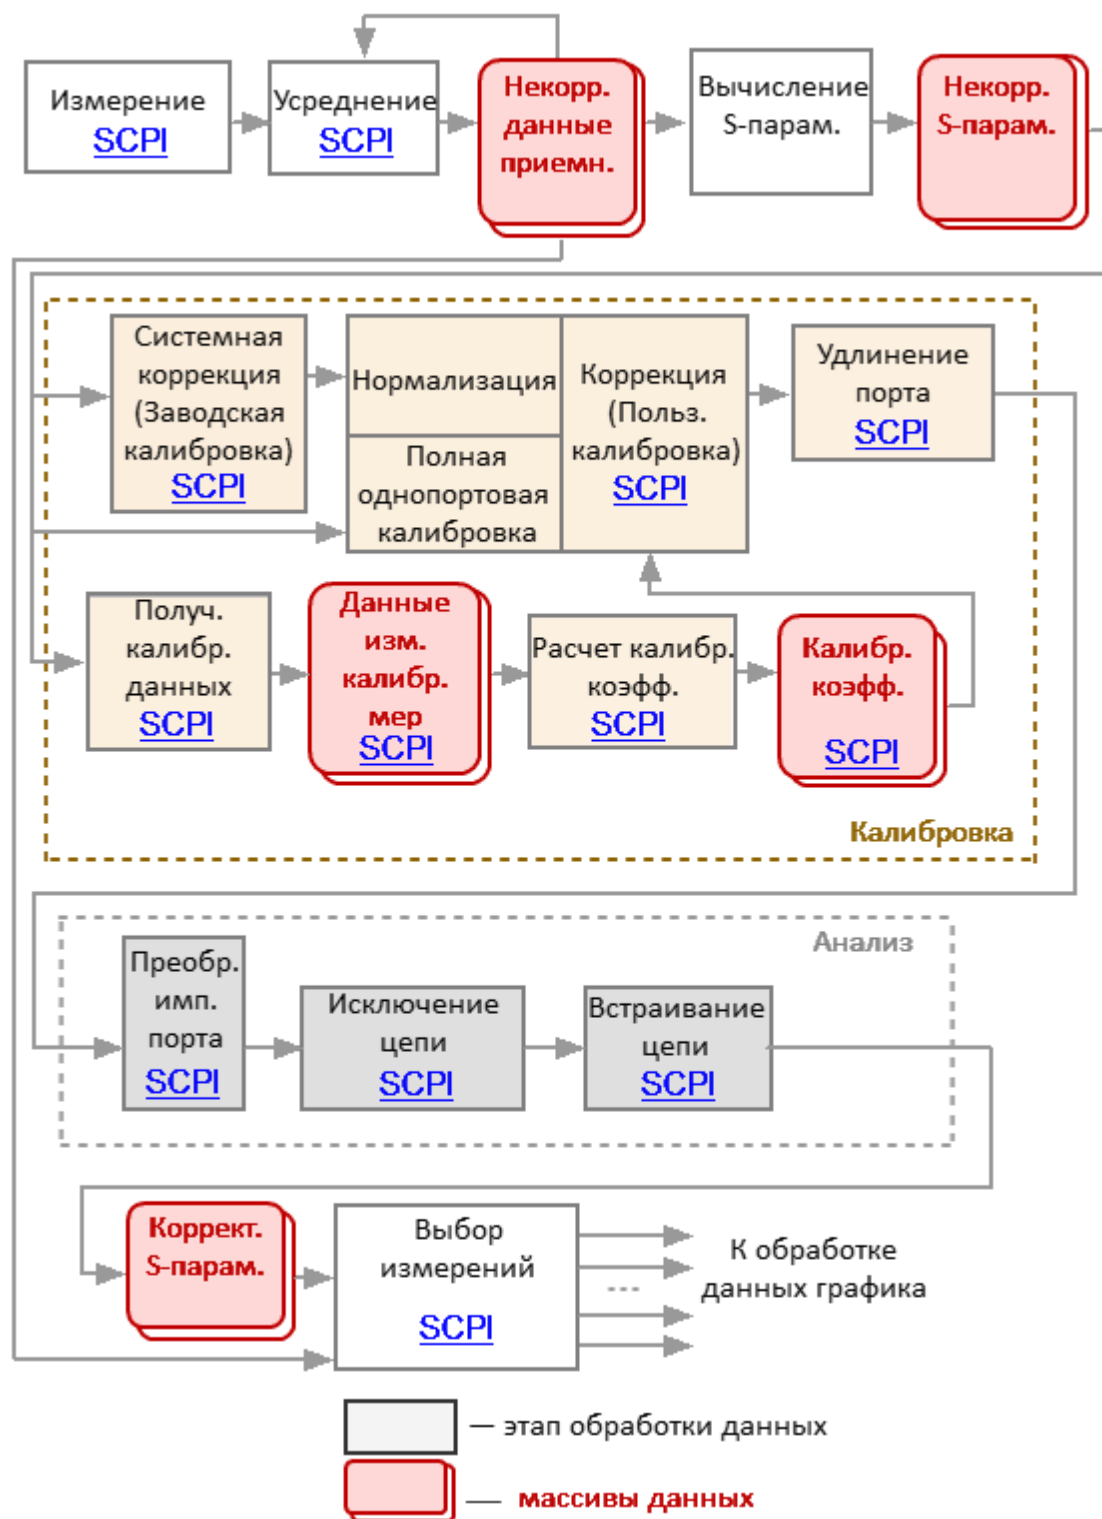 Измерение
SCPI
Усреднение
SCPI
Некорр.
данные
приемн.
Вычисление
S-парам.
Некорр.
S-парам.
Системная
коррекция
(Заводская
калибровка)
SCPI
Нормализация
Полная
однопортовая
калибровка
Коррекция
(Польз.
калибровка)
SCPI
Удлинение
порта
SCPI
Получ.
калибр.
данных
SCPI
Данные
изм.
калибр.
мер
SCPI
Расчет калибр.
коэфф.
SCPI
Калибр.
коэфф.
SCPI
Калибровка
Анализ
Преобр.
имп.
порта
SCPI
Исключение
цепи
SCPI
Встраивание
цепи
SCPI
Коррект.
S-парам.
Выбор
измерений
SCPI
К обработке
данных графика
— этап обработки данных
— массивы данных